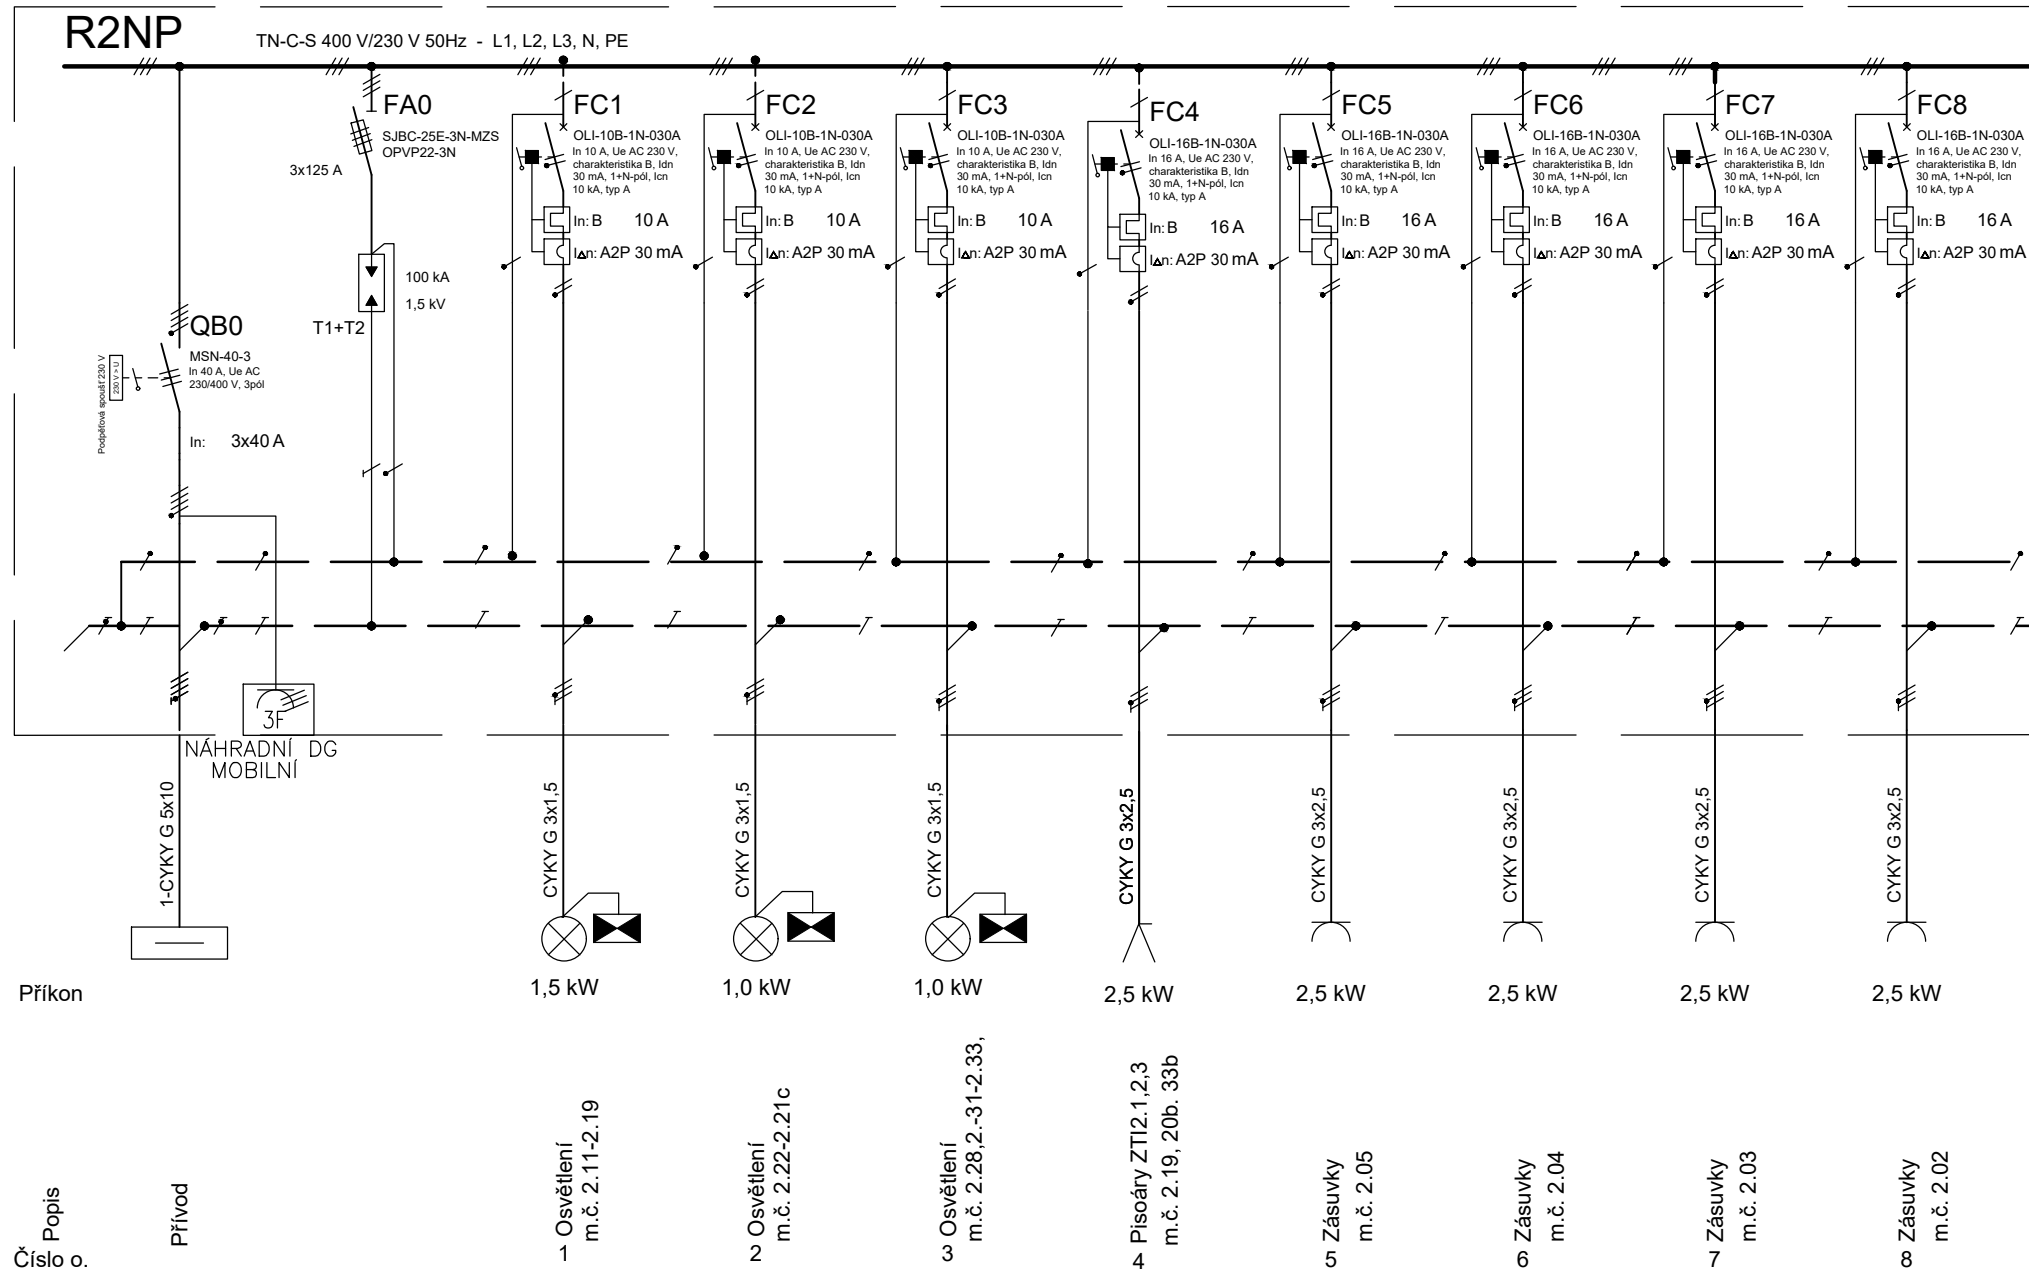 R2NP
TN-C-S 400 V/230 V 50Hz - L1, L2, L3, N, PE
QB0
MSN-40-3
In 40 A, Ue AC
230/400 V, 3pól
In: 3x40 A
Podpěťová spoušť 230 V
230 V > U
FA0
SJBC-25E-3N-MZS
OPVP22-3N
3x125 A
100 kA
1,5 kV
T1+T2
FC1
OLI-10B-1N-030A
In 10 A, Ue AC 230 V,
charakteristika B, Idn
30 mA, 1+N-pól, Icn
10 kA, typ A
In: B 10 A
I∆n: A2P 30 mA
FC2
OLI-10B-1N-030A
In 10 A, Ue AC 230 V,
charakteristika B, Idn
30 mA, 1+N-pól, Icn
10 kA, typ A
In: B 10 A
I∆n: A2P 30 mA
FC3
OLI-10B-1N-030A
In 10 A, Ue AC 230 V,
charakteristika B, Idn
30 mA, 1+N-pól, Icn
10 kA, typ A
In: B 10 A
I∆n: A2P 30 mA
FC4
OLI-16B-1N-030A
In 16 A, Ue AC 230 V,
charakteristika B, Idn
30 mA, 1+N-pól, Icn
10 kA, typ A
In: B 16 A
I∆n: A2P 30 mA
FC5
OLI-16B-1N-030A
In 16 A, Ue AC 230 V,
charakteristika B, Idn
30 mA, 1+N-pól, Icn
10 kA, typ A
In: B 16 A
I∆n: A2P 30 mA
FC6
OLI-16B-1N-030A
In 16 A, Ue AC 230 V,
charakteristika B, Idn
30 mA, 1+N-pól, Icn
10 kA, typ A
In: B 16 A
I∆n: A2P 30 mA
FC7
OLI-16B-1N-030A
In 16 A, Ue AC 230 V,
charakteristika B, Idn
30 mA, 1+N-pól, Icn
10 kA, typ A
In: B 16 A
I∆n: A2P 30 mA
FC8
OLI-16B-1N-030A
In 16 A, Ue AC 230 V,
charakteristika B, Idn
30 mA, 1+N-pól, Icn
10 kA, typ A
In: B 16 A
I∆n: A2P 30 mA
3F
NÁHRADNÍ DG
MOBILNÍ
1-CYKY G 5x10
CYKY G 3x1,5
CYKY G 3x1,5
CYKY G 3x1,5
CYKY G 3x2,5
CYKY G 3x2,5
CYKY G 3x2,5
CYKY G 3x2,5
CYKY G 3x2,5
Příkon
1,5 kW
1,0 kW
1,0 kW
2,5 kW
2,5 kW
2,5 kW
2,5 kW
2,5 kW
Popis
Přívod
Osvětlení
m.č. 2.11-2.19
Osvětlení
m.č. 2.22-2.21c
Osvětlení
m.č. 2.28,2.-31-2.33,
Pisoáry ZTI2.1,2,3
m.č. 2.19, 20b. 33b
Zásuvky
m.č. 2.05
Zásuvky
m.č. 2.04
Zásuvky
m.č. 2.03
Zásuvky
m.č. 2.02
Číslo o.
1
2
3
4
5
6
7
8